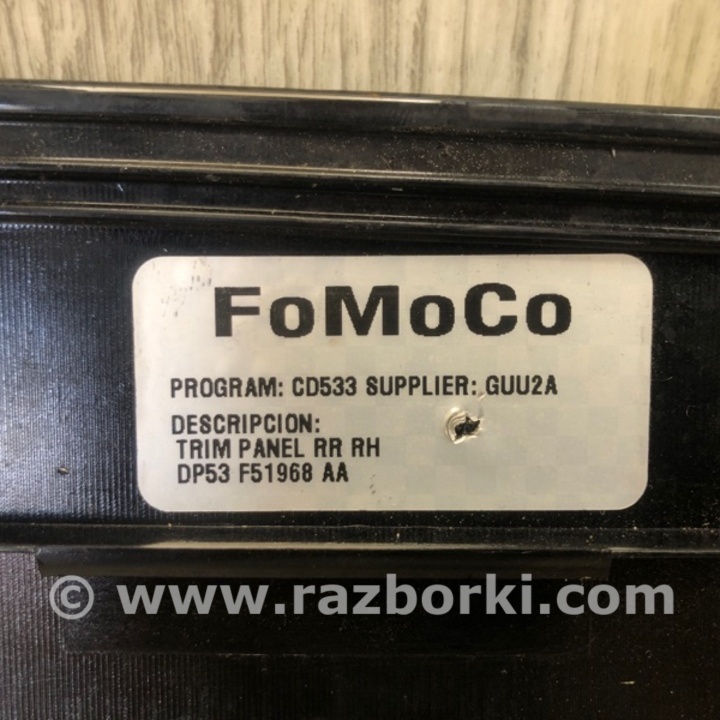 FoMoCo
PROGRAM: CD533 SUPPLIER: GUU2A
DESCRIPCION:
TRIM PANEL RR RH
DP53 F51968 AA
© www.razborki.com